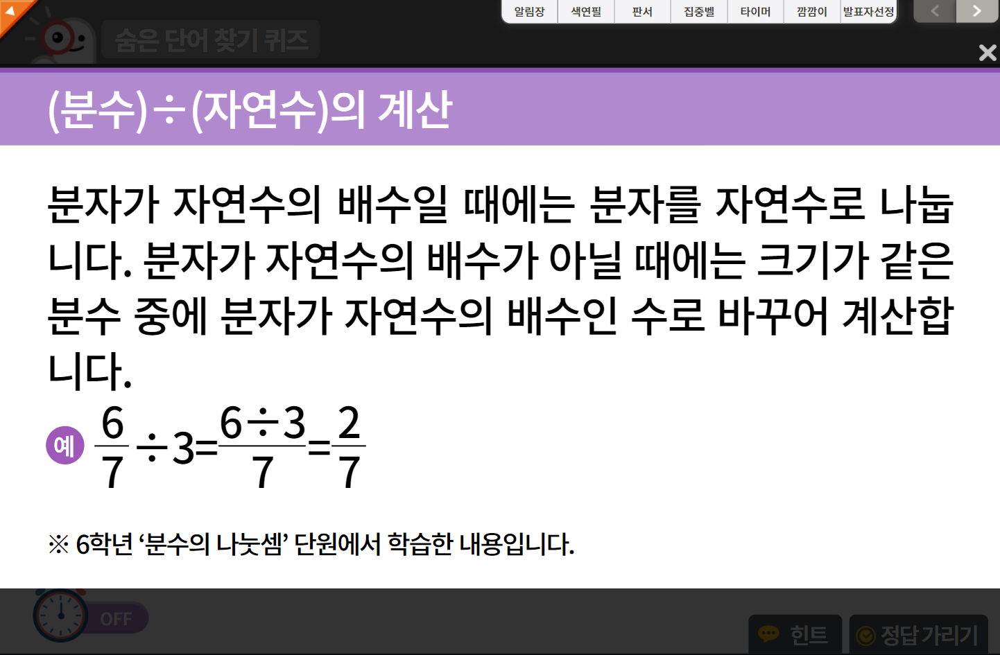 알림장 색연필 판서 집중벨 타이머 깜깜이 발표자선정
숨은 단어 찾기 퀴즈
(분수)÷(자연수)의 계산
분자가 자연수의 배수일 때에는 분자를 자연수로 나눕
니다. 분자가 자연수의 배수가 아닐 때에는 크기가 같은
분수 중에 분자가 자연수의 배수인 수로 바꾸어 계산합
니다.
예 6/7÷3=6÷3/7=2/7
※ 6학년 ‘분수의 나눗셈’ 단원에서 학습한 내용입니다.
OFF
힌트 정답 가리기